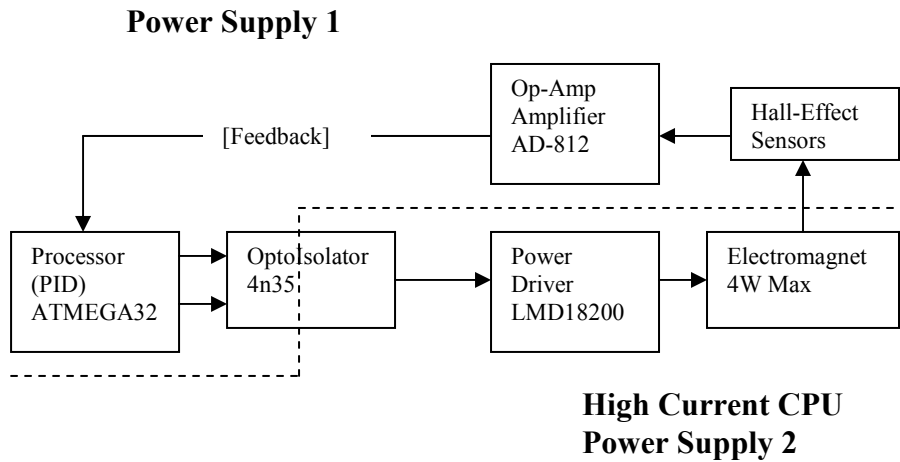 Power Supply 1
Op-Amp
Amplifier
AD-812
Hall-Effect
Sensors
[Feedback]
Processor
(PID)
ATMEGA32
OptoIsolator
4n35
Power
Driver
LMD18200
Electromagnet
4W Max
High Current CPU
Power Supply 2